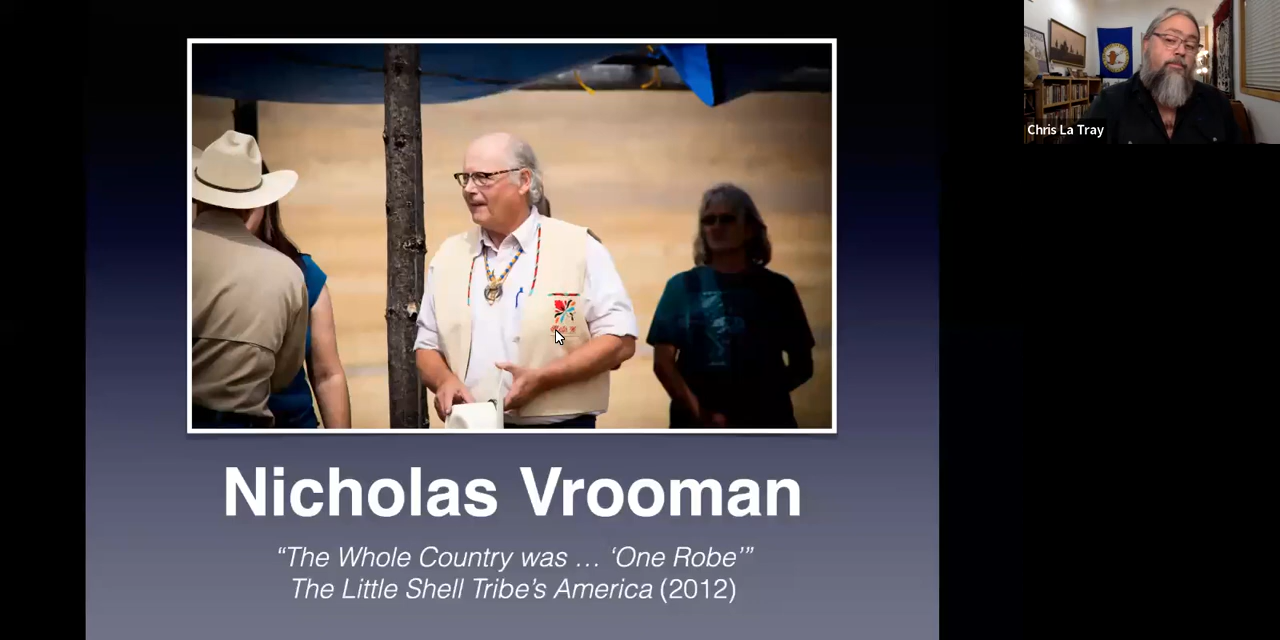 Chris La Tray
Nicholas Vrooman
“The Whole Country was … ‘One Robe’”
The Little Shell Tribe’s America (2012)